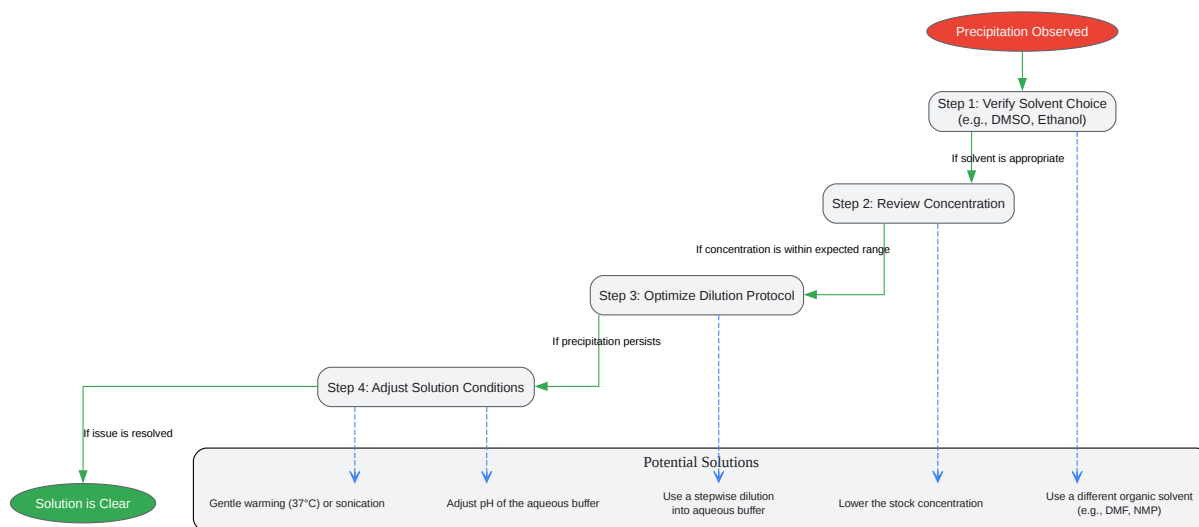 Precipitation Observed
Step 1: Verify Solvent Choice
(e.g., DMSO, Ethanol)
If solvent is appropriate
Step 2: Review Concentration
If concentration is within expected range
Step 3: Optimize Dilution Protocol
If precipitation persists
Step 4: Adjust Solution Conditions
If issue is resolved
Solution is Clear
Potential Solutions
Gentle warming (37°C) or sonication
Adjust pH of the aqueous buffer
Use a stepwise dilution
into aqueous buffer
Lower the stock concentration
Use a different organic solvent
(e.g., DMF, NMP)